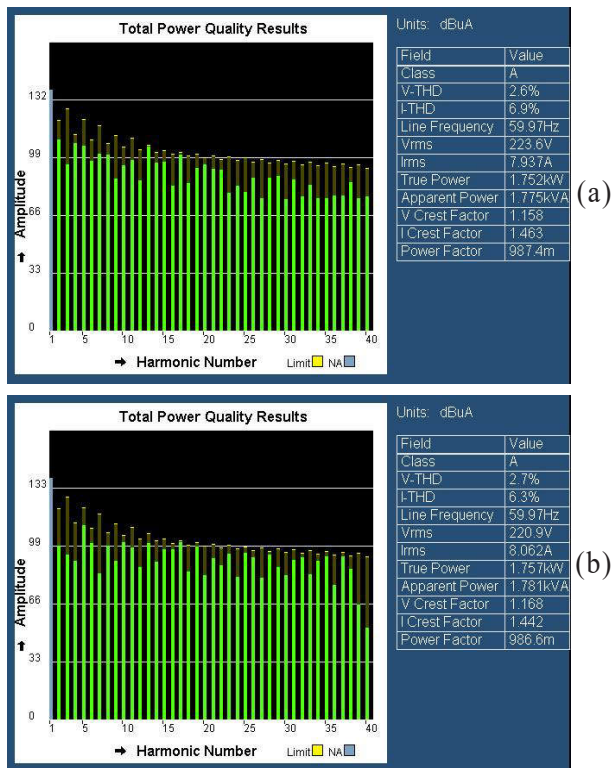 Total Power Quality Results
Units: dBuA
132
99
66
33
0
Amplitude
1 5 10 15 20 25 30 35 40
Harmonic Number
Limit NA
Field Value
Class A
V-THD 2.6%
I-THD 6.9%
Line Frequency 59.97Hz
Vrms 223.6V
Irms 7.937A
True Power 1.752kW
Apparent Power 1.775kVA
V Crest Factor 1.158
I Crest Factor 1.463
Power Factor 987.4m
(a)
Total Power Quality Results
Units: dBuA
133
99
66
33
0
Amplitude
1 5 10 15 20 25 30 35 40
Harmonic Number
Limit NA
Field Value
Class A
V-THD 2.7%
I-THD 6.3%
Line Frequency 59.97Hz
Vrms 220.9V
Irms 8.062A
True Power 1.757kW
Apparent Power 1.781kVA
V Crest Factor 1.168
I Crest Factor 1.442
Power Factor 986.6m
(b)